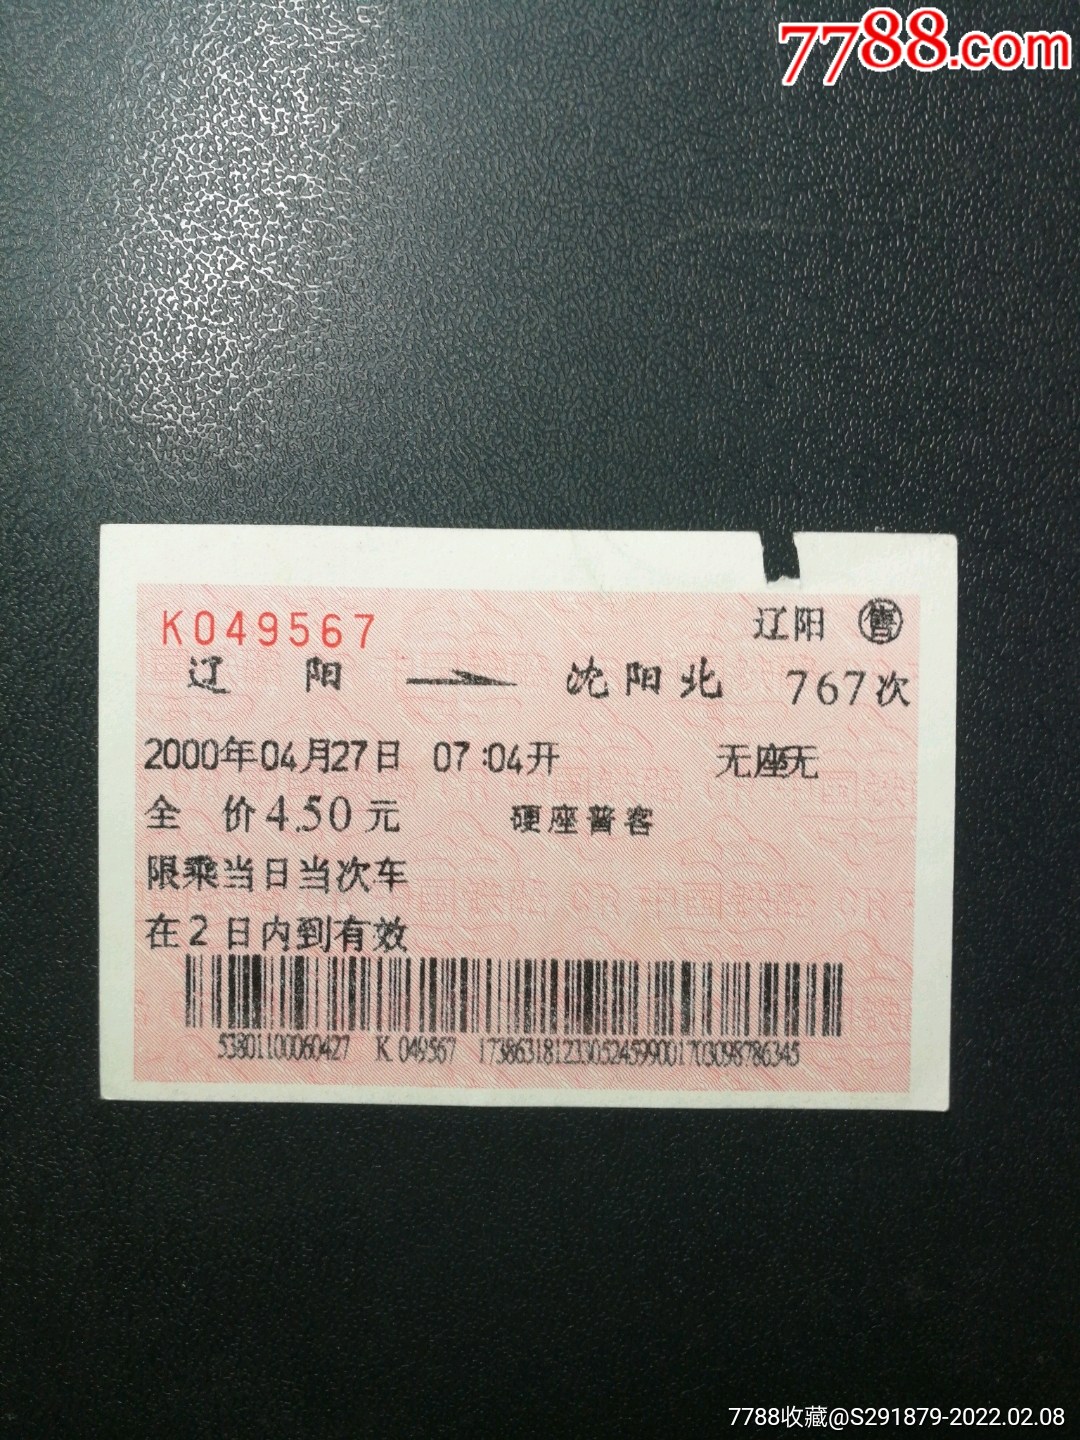 7788.com
K049567
辽阳 售
辽 阳 沈阳北 767次
2000年04月27日 07:04开 无座无
全 价4.50元 硬座普客
限乘当日当次车
在2日内到有效
53801100060427 K 049567 17386318123305245990017030987863​45
7788收藏@S291879-2022.02.08